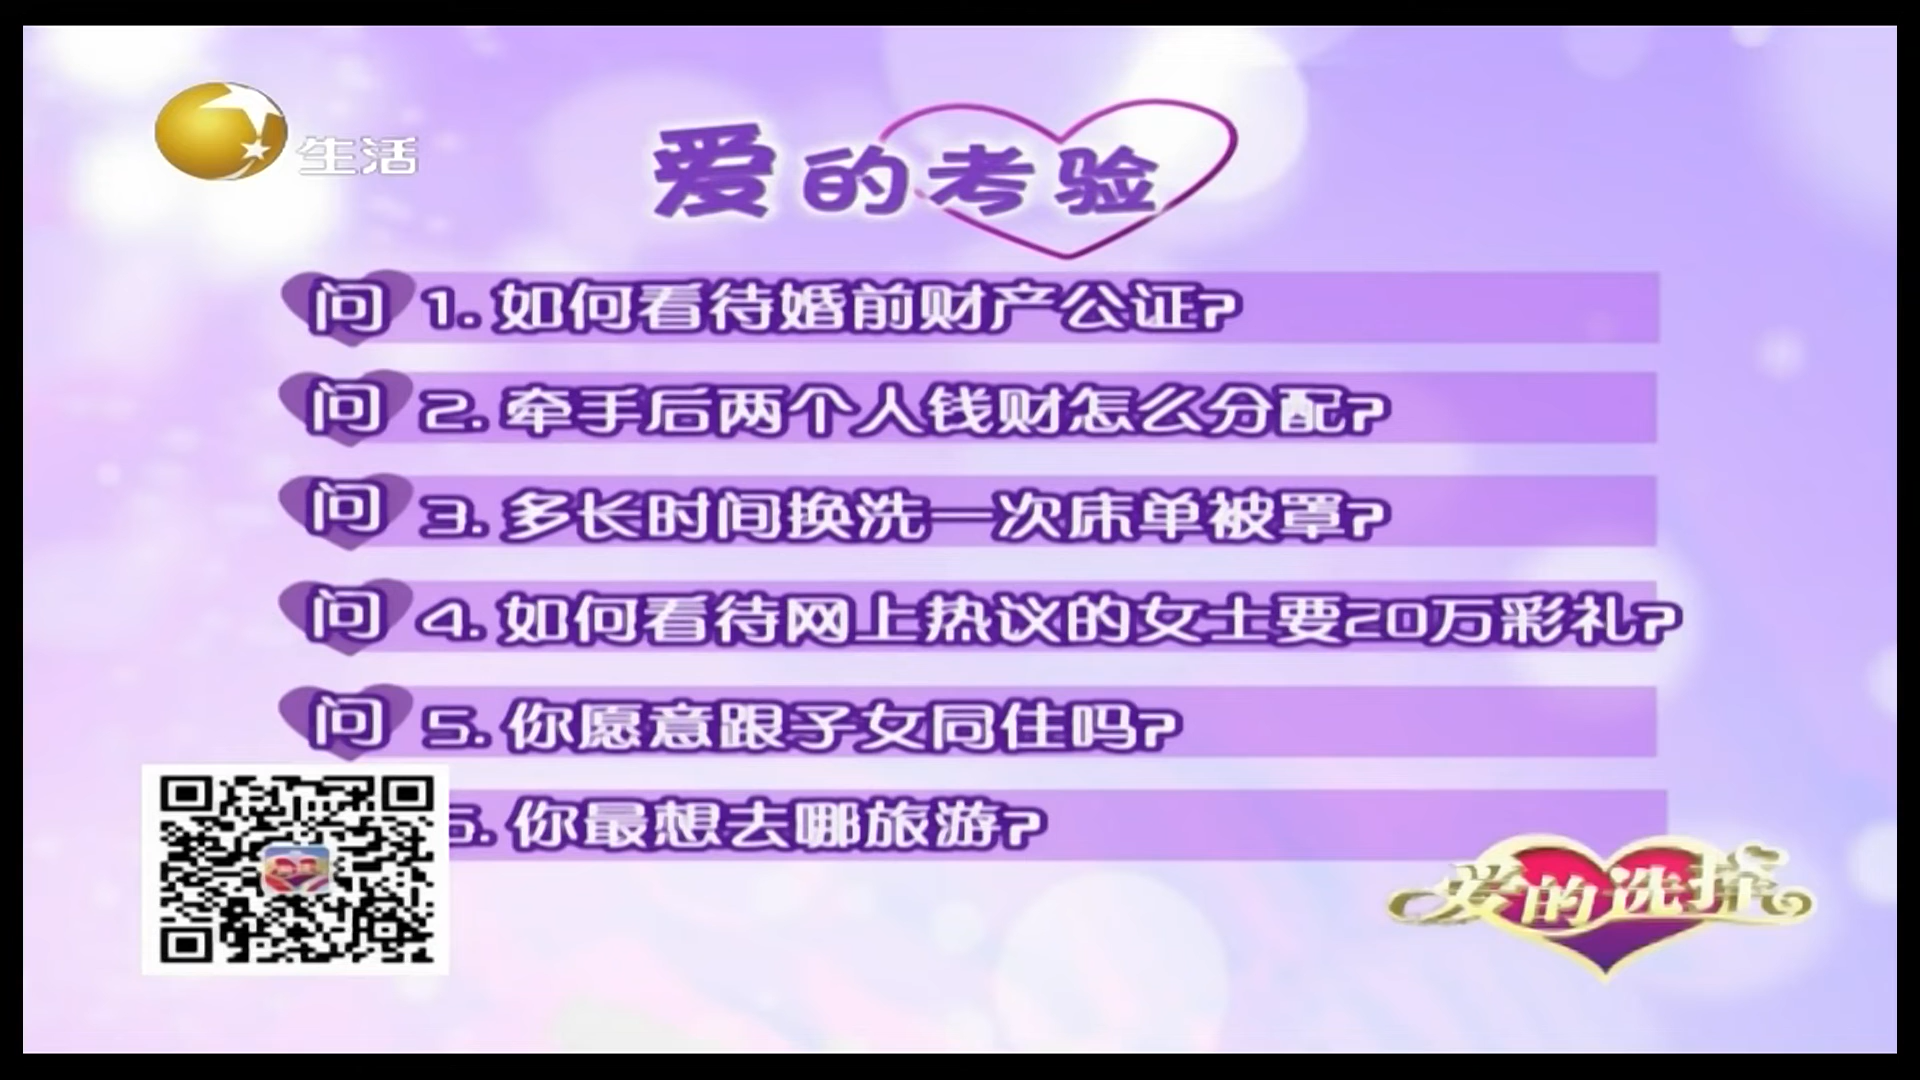 生活
爱的考验
问 1. 如何看待婚前财产公证?
问 2. 牵手后两个人钱财怎么分配?
问 3. 多长时间换洗一次床单被罩?
问 4. 如何看待网上热议的女士要20万彩礼?
问 5. 你愿意跟子女同住吗?
6. 你最想去哪旅游?
爱的选择